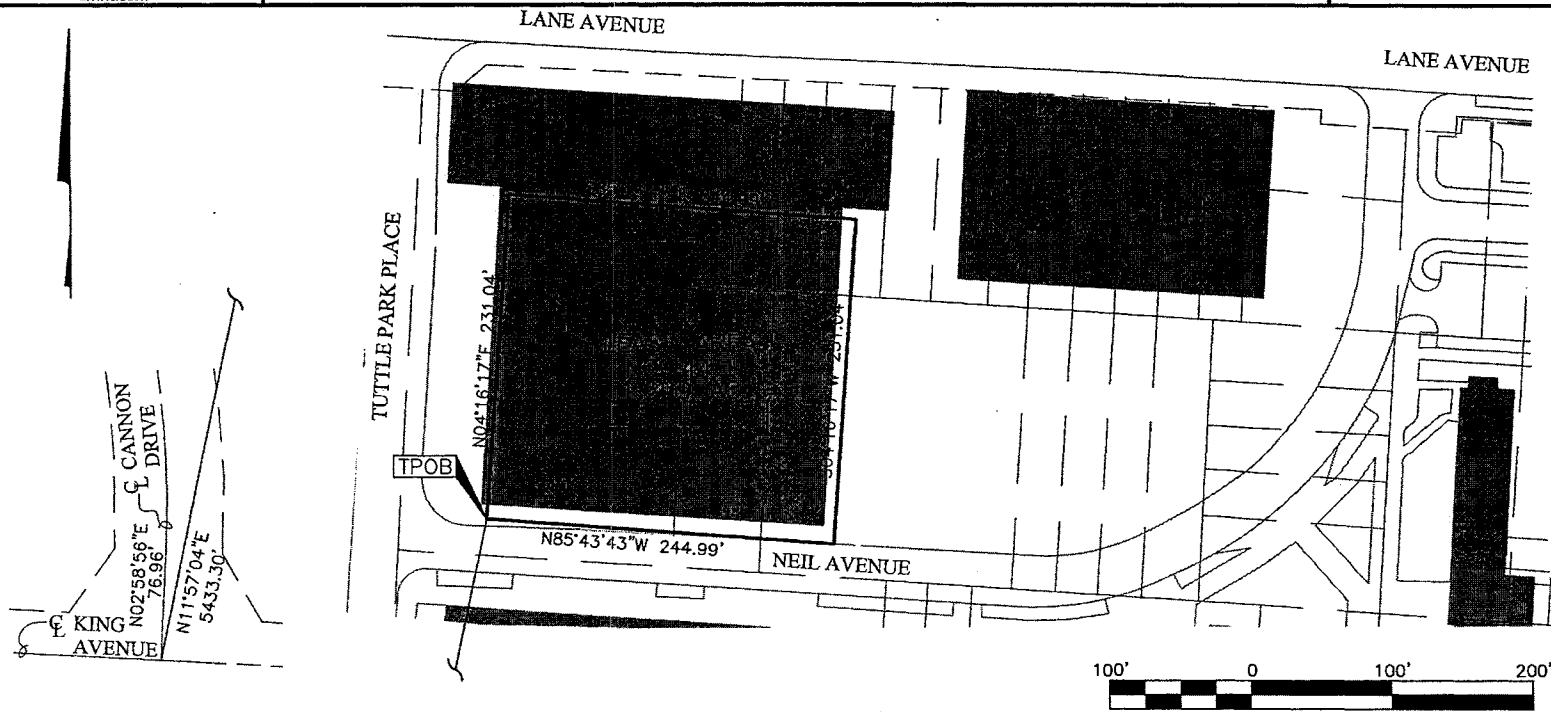 LANE AVENUE
LANE AVENUE
TUTTLE PARK PLACE
N04°16'17"E 231.04'
TPOB
N85°43'43"W 244.99'
NEIL AVENUE
℄ CANNON
DRIVE
N02°58'56"E
76.96'
N11°57'04"E
5433.30'
℄ KING
AVENUE
100' 0 100' 200'